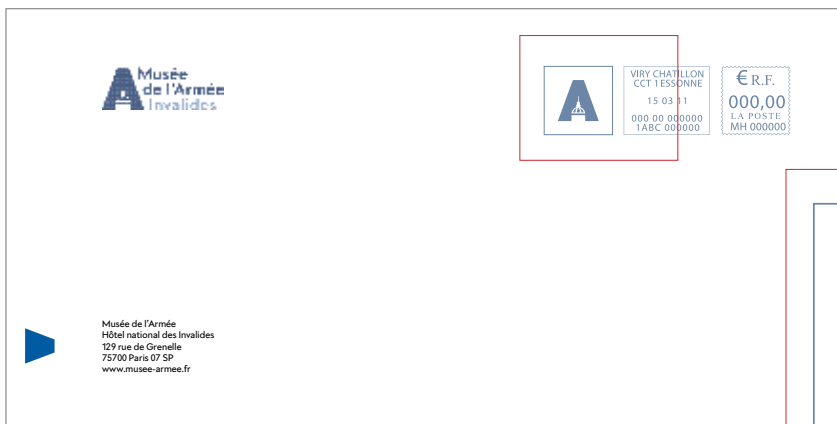 Musée
de l'Armée
Invalides
VIRY CHATILLON
CCT 1 ESSONNE
15 03 11
000 00 000000
1ABC 000000
€ R.F.
000,00
LA POSTE
MH 000000
Musée de l'Armée
Hôtel national des Invalides
129 rue de Grenelle
75700 Paris 07 SP
www.musee-armee.fr